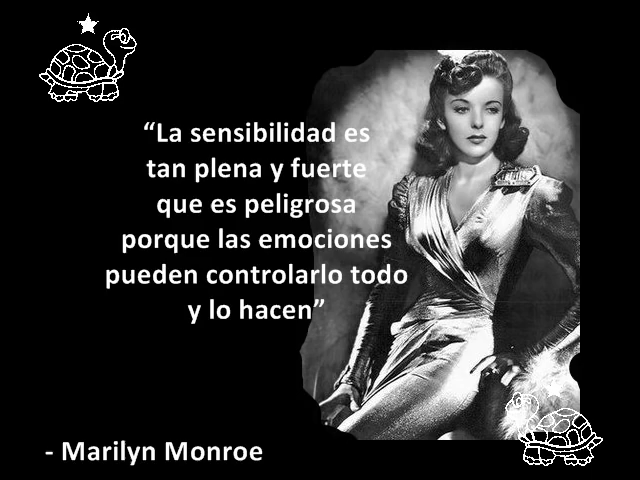 “La sensibilidad es
tan plena y fuerte
que es peligrosa
porque las emociones
pueden controlarlo todo
y lo hacen”
- Marilyn Monroe